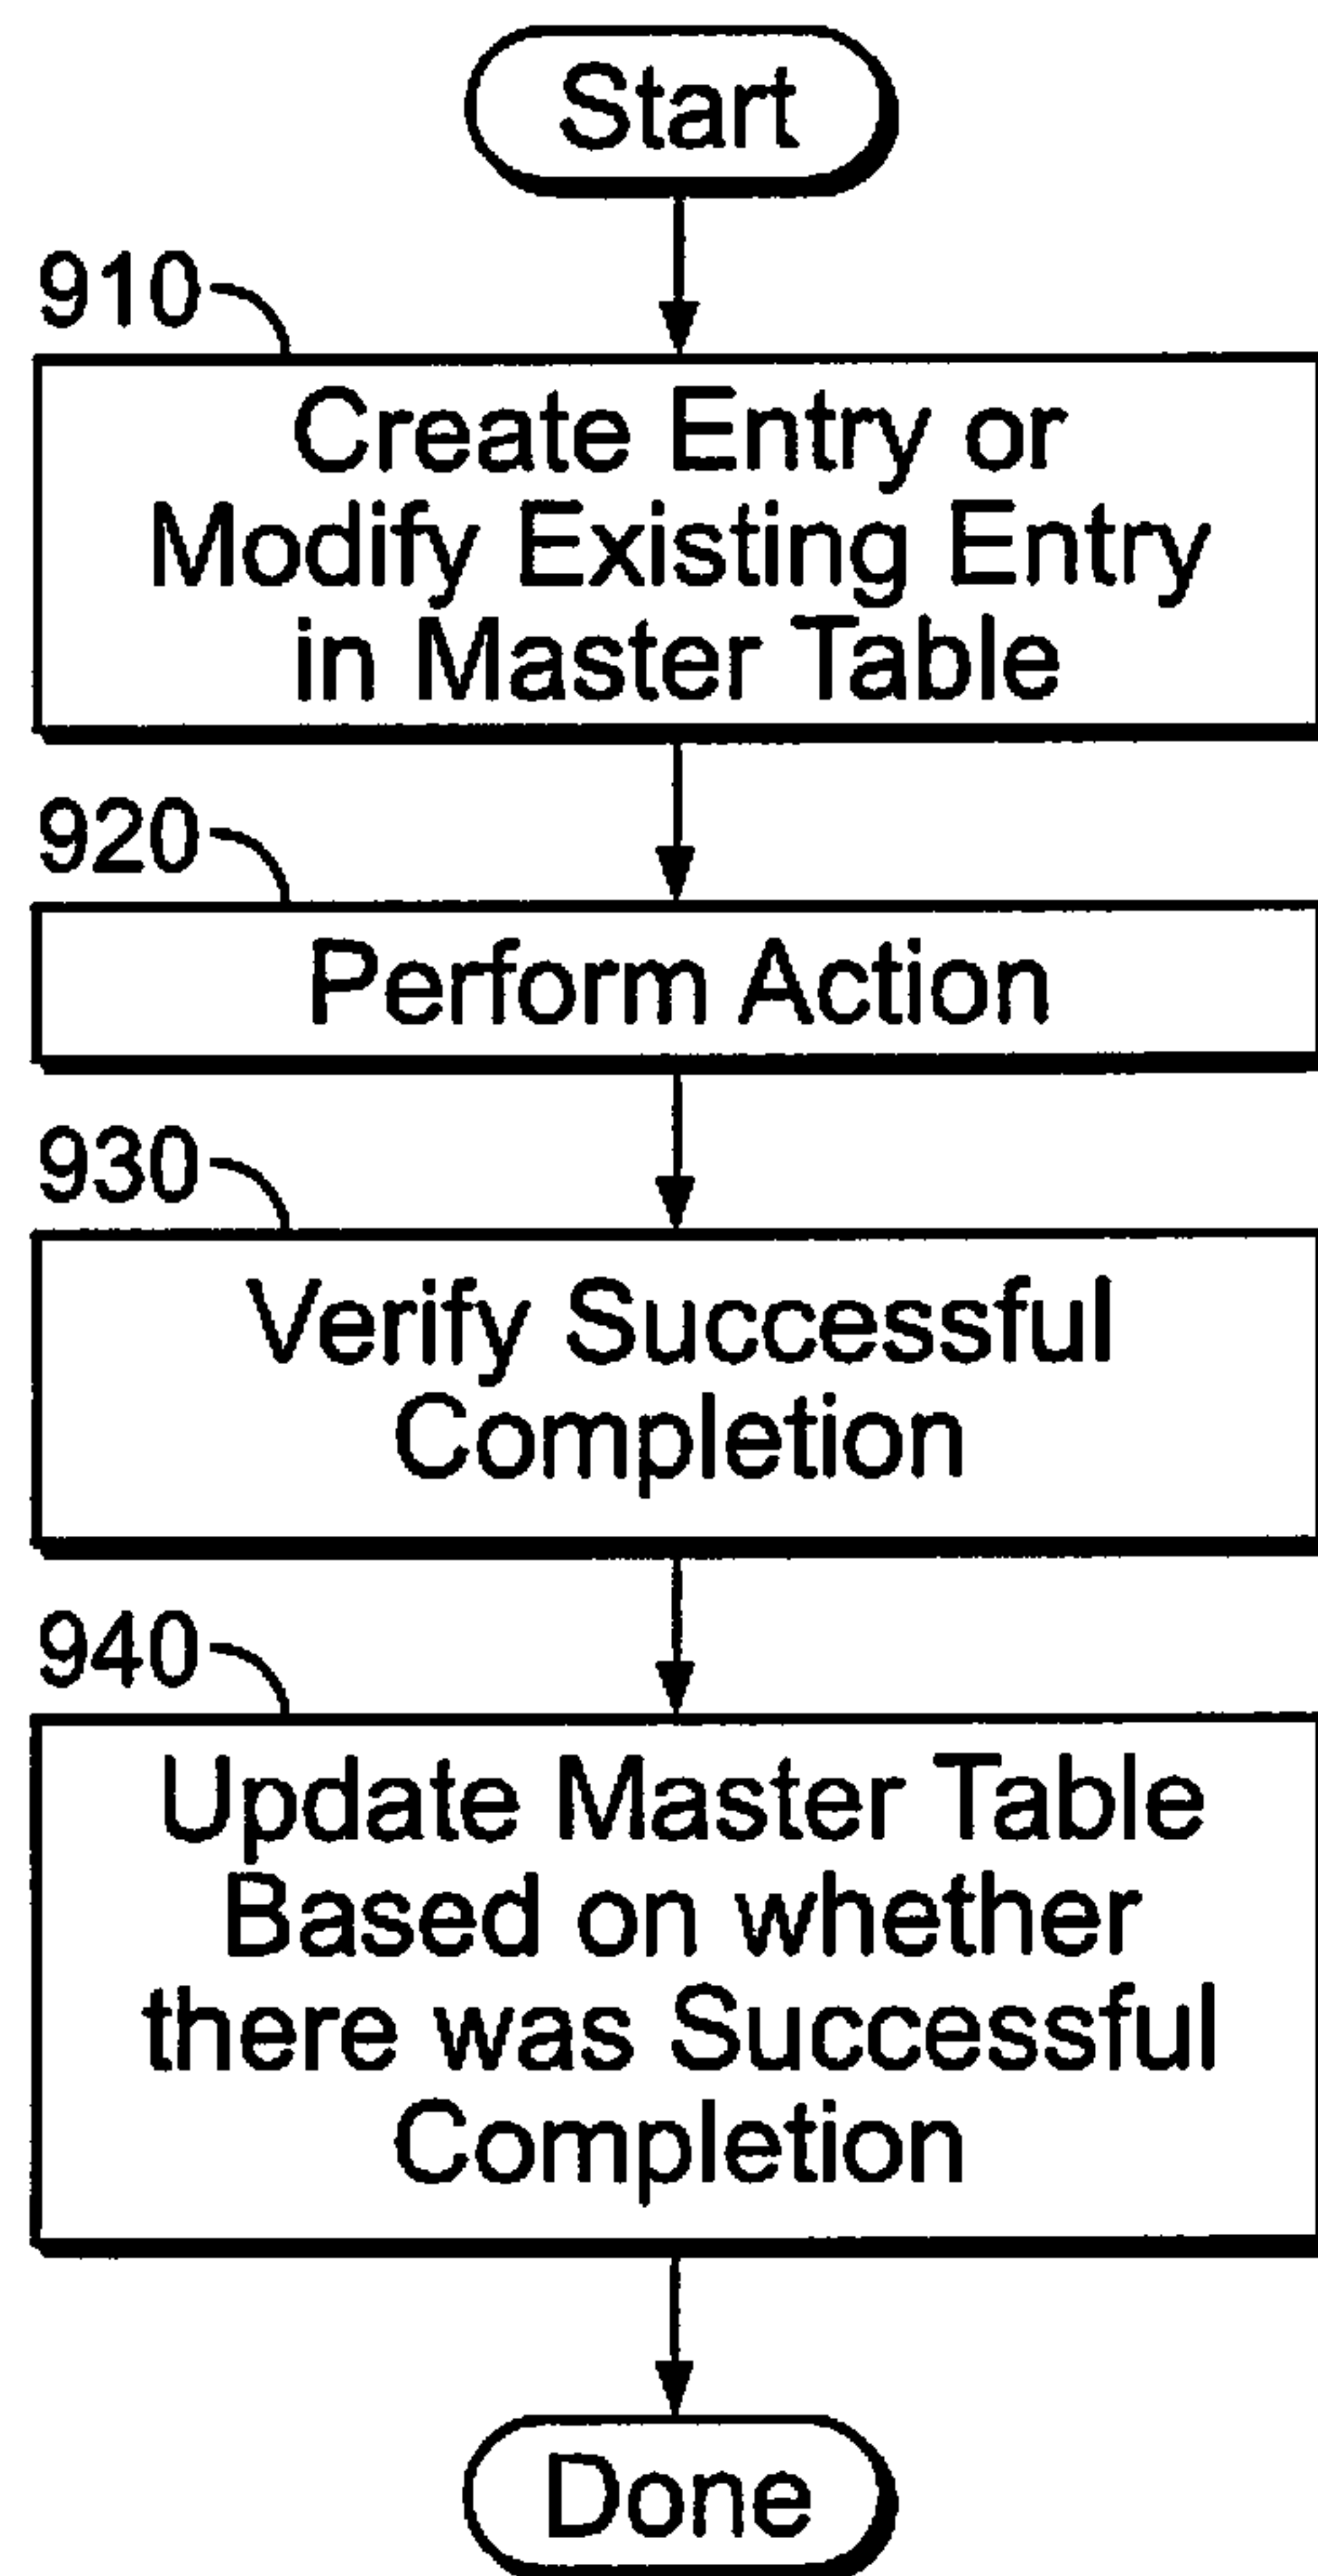 Start
910
Create Entry or
Modify Existing Entry
in Master Table
920
Perform Action
930
Verify Successful
Completion
940
Update Master Table
Based on whether
there was Successful
Completion
Done